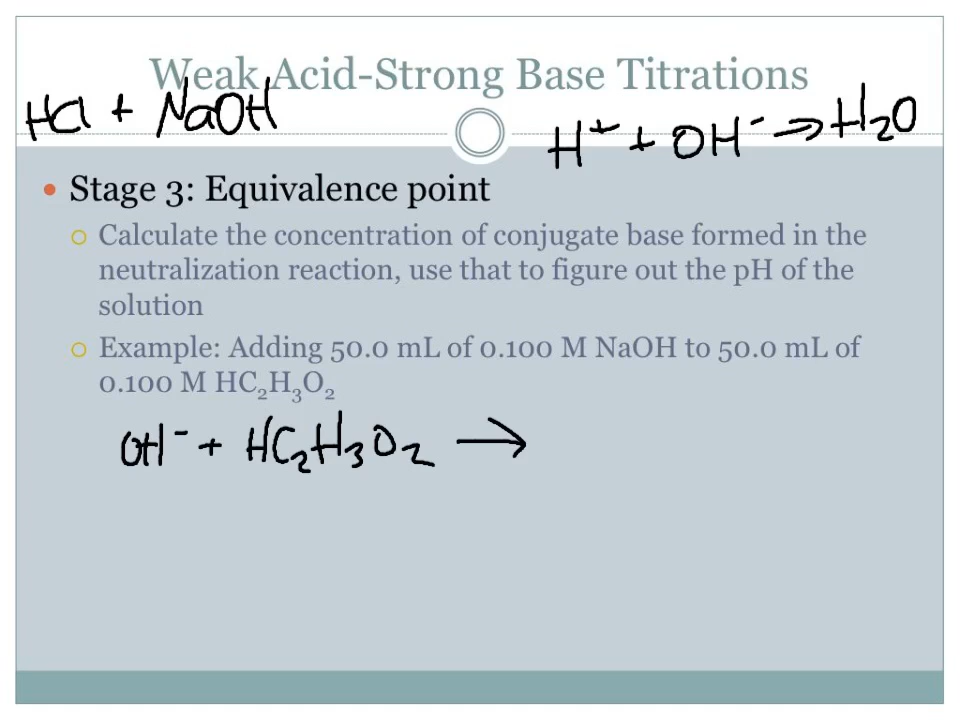 Weak Acid-Strong Base Titrations
HCl + NaOH
H⁺ + OH⁻ → H₂O
• Stage 3: Equivalence point
○ Calculate the concentration of conjugate base formed in the
neutralization reaction, use that to figure out the pH of the
solution
○ Example: Adding 50.0 mL of 0.100 M NaOH to 50.0 mL of
0.100 M HC₂H₃O₂
OH⁻ + HC₂H₃O₂ →